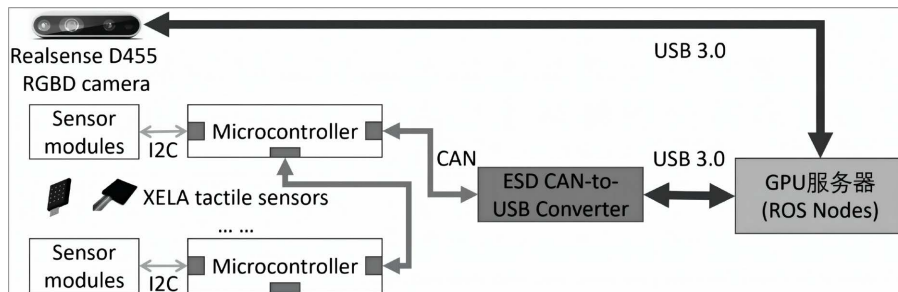 Realsense D455
RGBD camera
USB 3.0
Sensor
modules
I2C
Microcontroller
CAN
USB 3.0
ESD CAN-to-
USB Converter
GPU服务器
(ROS Nodes)
XELA tactile sensors
... ...
Sensor
modules
I2C
Microcontroller